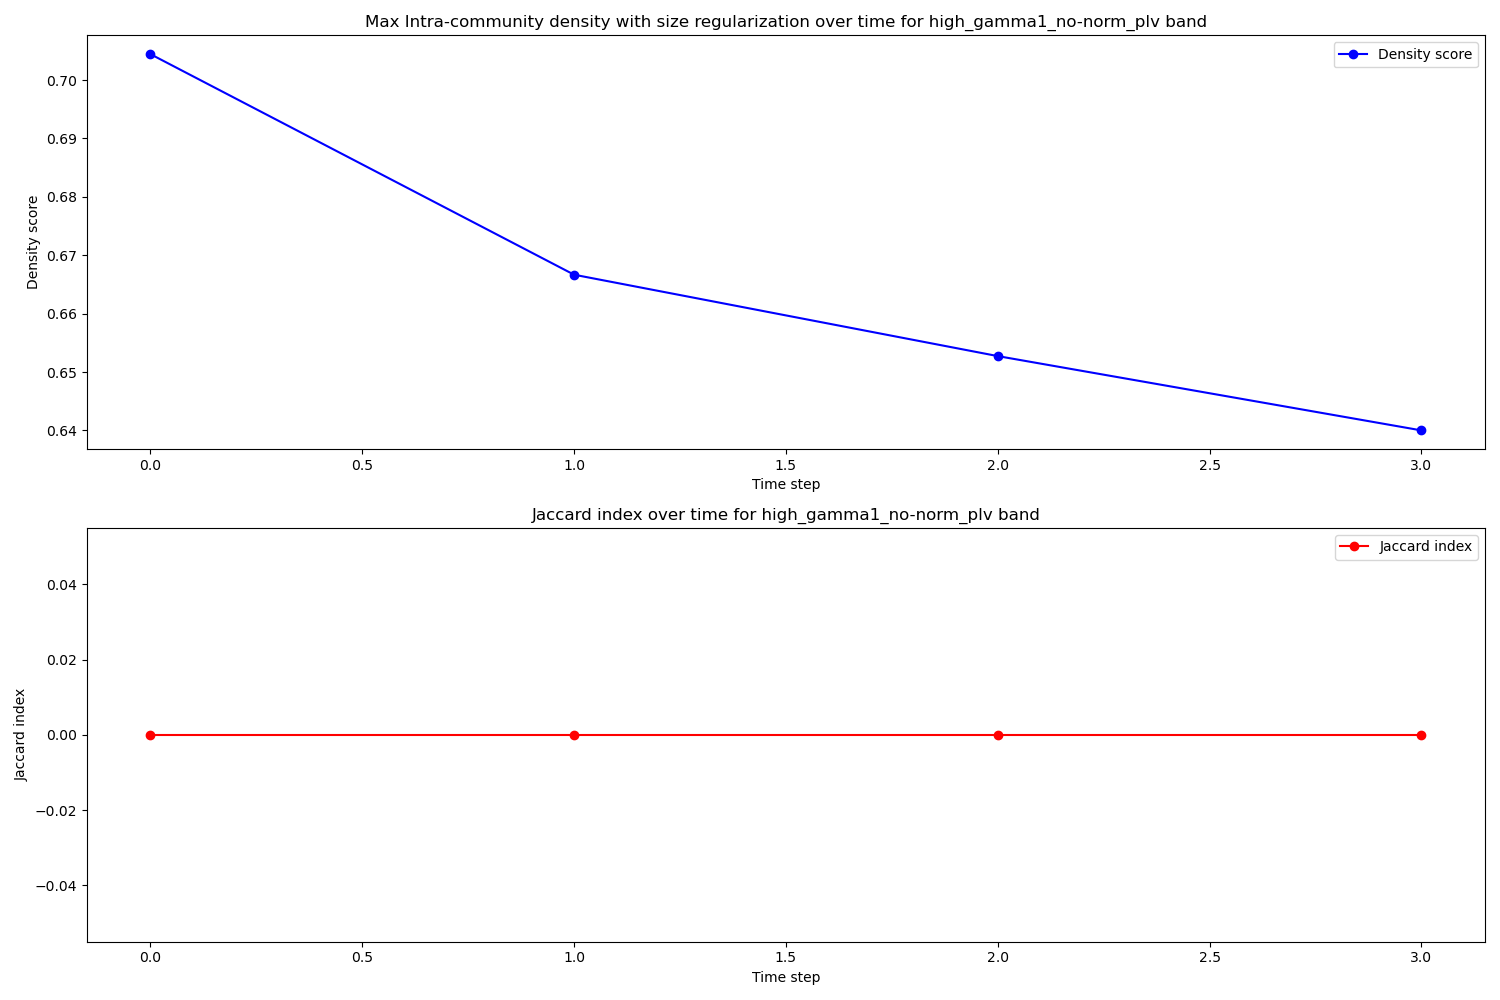 Max Intra-community density with size regularization over time for high_gamma1_no-norm_plv band
Density score
0.70
0.69
0.68
0.67
0.66
0.65
0.64
Density score
0.0 0.5 1.0 1.5 2.0 2.5 3.0
Time step
Jaccard index over time for high_gamma1_no-norm_plv band
Jaccard index
0.04
0.02
0.00
−0.02
−0.04
Jaccard index
0.0 0.5 1.0 1.5 2.0 2.5 3.0
Time step